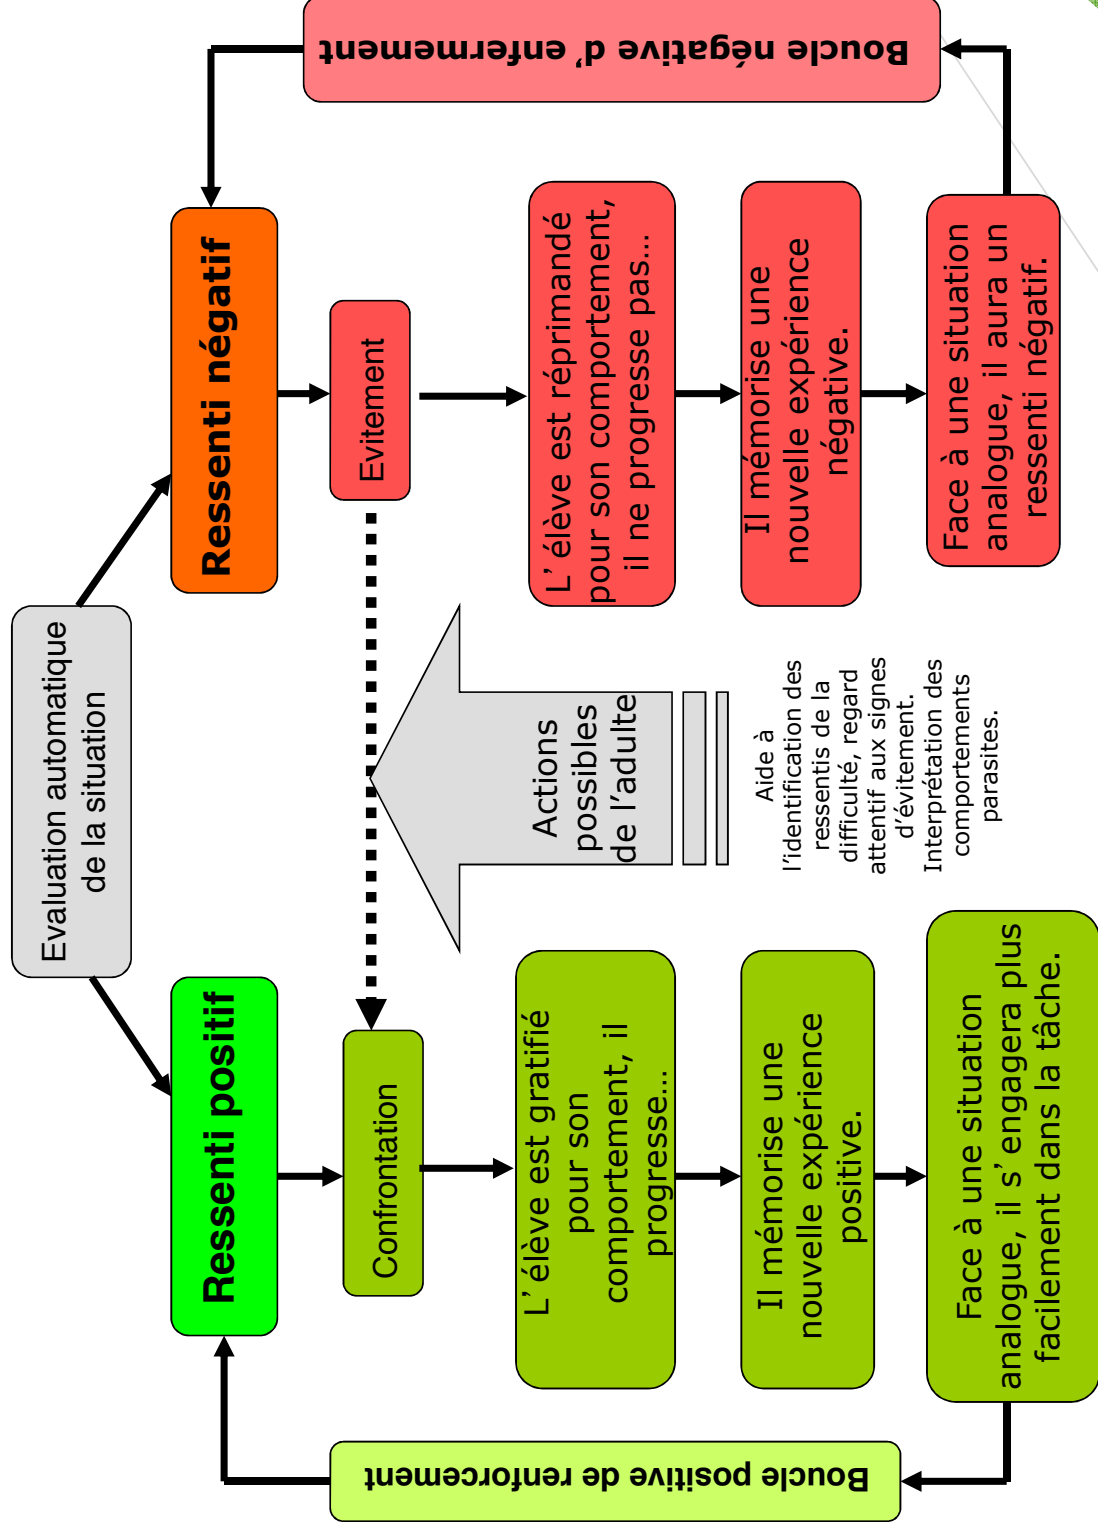 Evaluation automatique
de la situation
Ressenti positif
Ressenti négatif
Confrontation
Evitement
L’ élève est gratifié
pour son
comportement, il
progresse…
Actions
possibles
de l’adulte
L’ élève est réprimandé
pour son comportement,
il ne progresse pas…
Il mémorise une
nouvelle expérience
positive.
Aide à
l’identification des
ressentis de la
difficulté, regard
attentif aux signes
d’évitement.
Interprétation des
comportements
parasites.
Il mémorise une
nouvelle expérience
négative.
Face à une situation
analogue, il s’ engagera plus
facilement dans la tâche.
Face à une situation
analogue, il aura un
ressenti négatif.
Boucle positive de renforcement
Boucle négative d’ enfermement